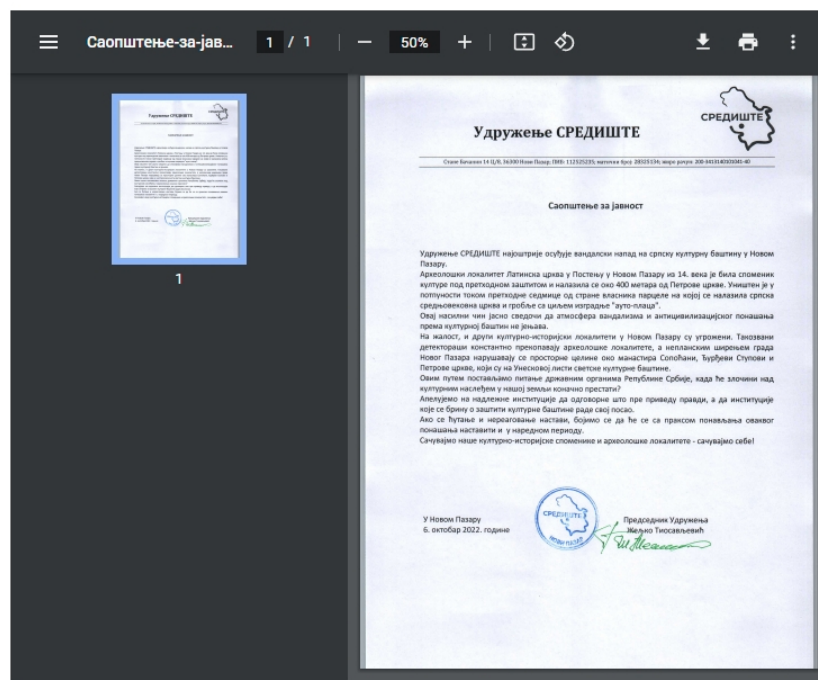 Саопштење-за-јав...
1 / 1
50%
1
СРЕДИШТЕ
Удружење СРЕДИШТЕ
Саопштење за јавност
Удружење СРЕДИШТЕ најоштрије осуђује вандалски напад на српску културну баштину у Новом
Пазару.
Археолошки локалитет Латинска црква у Постењу у Новом Пазару из 14. века је била споменик
културе под претходном заштитом и налазила се око 400 метара од Петрове цркве. Уништен је у
потпуности током претходне седмице од стране власника парцеле на којој се налазила српска
средњовековна црква и гробље са циљем изградње "ауто-плаца".
Овај насилни чин јасно сведочи да атмосфера вандализма и антицивилизацијског понашања
према културној баштин не јењава.
На жалост, и други културно-историјски локалитети у Новом Пазару су угрожени. Такозвани
детектораши константно прекопавају археолошке локалитете, а непланским ширењем града
Новог Пазара нарушавају се просторне целине око манастира Сопоћани, Ђурђеви Ступови и
Петрове цркве, који су на Унесковој листи светске културне баштине.
Овим путем постављамо питање државним органима Републике Србије, када ће злочини над
културним наслеђем у нашој земљи коначно престати?
Апелујемо на надлежне институције да одговорне што пре приведу правди, а да институције
које се брину о заштити културне баштине раде свој посао.
Ако се ћутање и нереаговање настави, бојимо се да ће се са праксом понављања оваквог
понашања наставити и у наредном периоду.
Сачувајмо наше културно-историјске споменике и археолошке локалитете - сачувајмо себе!
СРЕДИШТЕ
НОВИ ПАЗАР
У Новом Пазару
Председник Удружења
6. октобар 2022. године
Жељко Тиосављевић